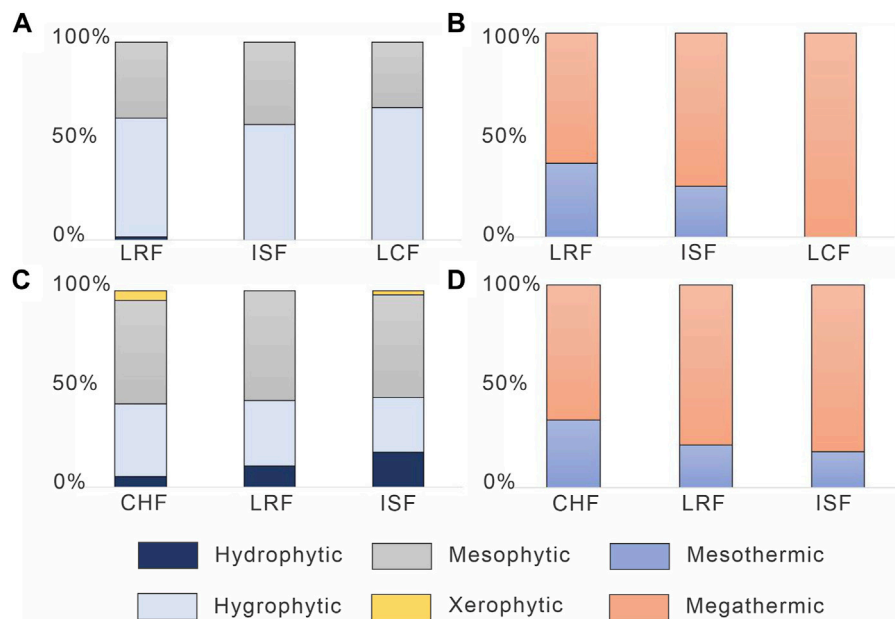 A
100%
50%
0%
LRF ISF LCF
B
100%
50%
0%
LRF ISF LCF
C
100%
50%
0%
CHF LRF ISF
D
100%
50%
0%
CHF LRF ISF
Hydrophytic Mesophytic Mesothermic
Hygrophytic Xerophytic Megathermic